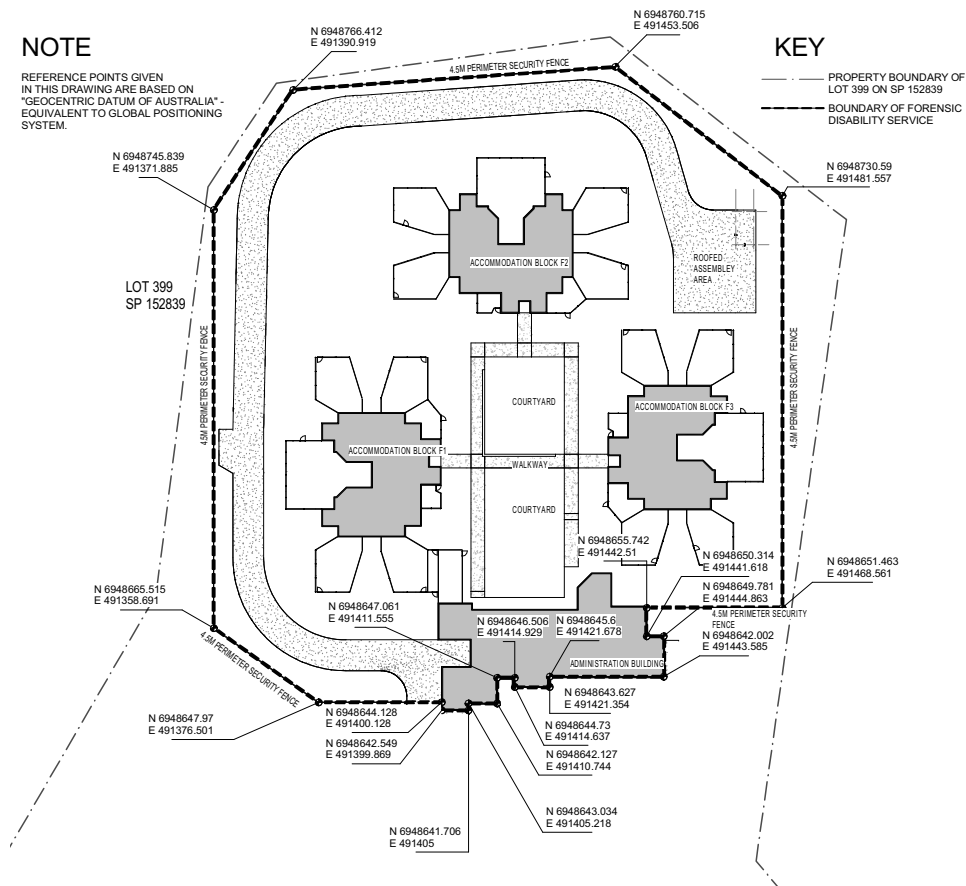 NOTE
REFERENCE POINTS GIVEN
IN THIS DRAWING ARE BASED ON
"GEOCENTRIC DATUM OF AUSTRALIA" -
EQUIVALENT TO GLOBAL POSITIONING
SYSTEM.
N 6948766.412
E 491390.919
N 6948760.715
E 491453.506
KEY
PROPERTY BOUNDARY OF
LOT 399 ON SP 152839
BOUNDARY OF FORENSIC
DISABILITY SERVICE
4.5M PERIMETER SECURITY FENCE
N 6948745.839
E 491371.885
N 6948730.59
E 491481.557
ACCOMMODATION BLOCK F2
ROOFED
ASSEMBLEY
AREA
LOT 399
SP 152839
4.5M PERIMETER SECURITY FENCE
4.5M PERIMETER SECURITY FENCE
COURTYARD
ACCOMMODATION BLOCK F3
ACCOMMODATION BLOCK F1
WALKWAY
COURTYARD
N 6948655.742
E 491442.51
N 6948650.314
E 491441.618
N 6948651.463
E 491468.561
N 6948649.781
E 491444.863
4.5M PERIMETER SECURITY
FENCE
N 6948665.515
E 491358.691
N 6948647.061
E 491411.555
N 6948646.506
E 491414.929
N 6948645.6
E 491421.678
N 6948642.002
E 491443.585
4.5M PERIMETER SECURITY FENCE
ADMINISTRATION BUILDING
N 6948643.627
E 491421.354
N 6948647.97
E 491376.501
N 6948644.128
E 491400.128
N 6948644.73
E 491414.637
N 6948642.549
E 491399.869
N 6948642.127
E 491410.744
N 6948643.034
E 491405.218
N 6948641.706
E 491405